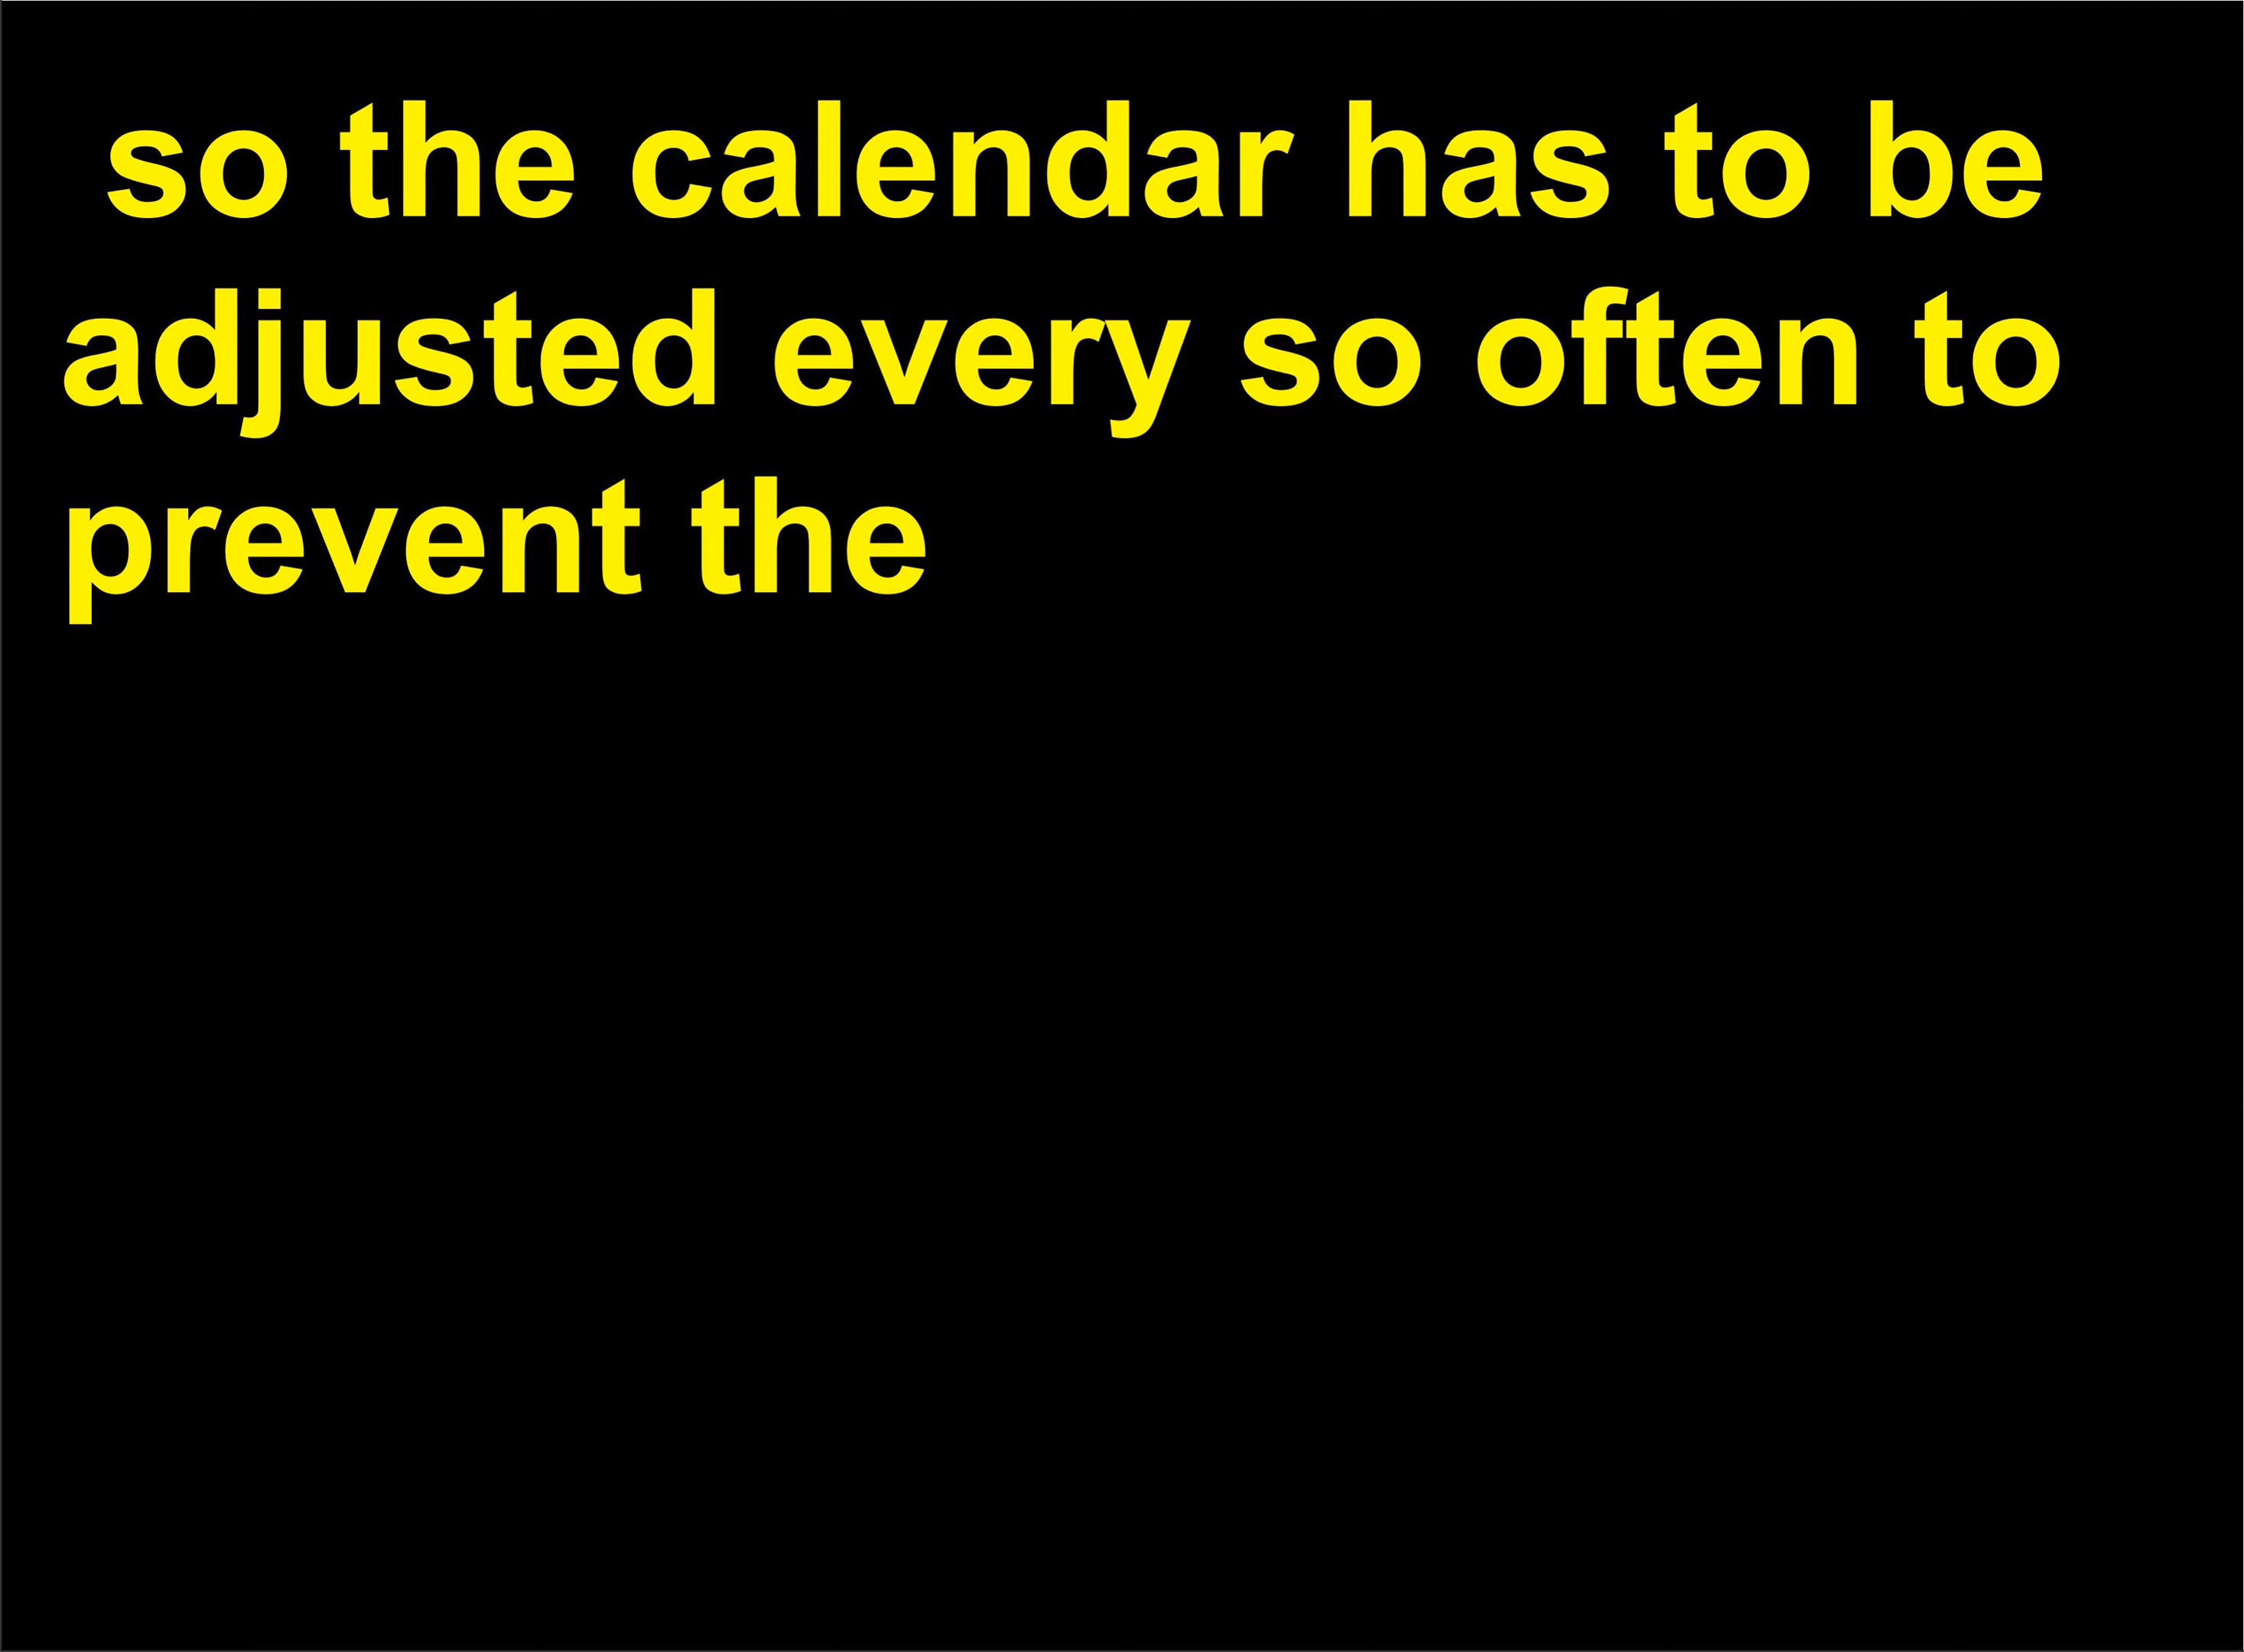 so the calendar has to be
adjusted every so often to
prevent the